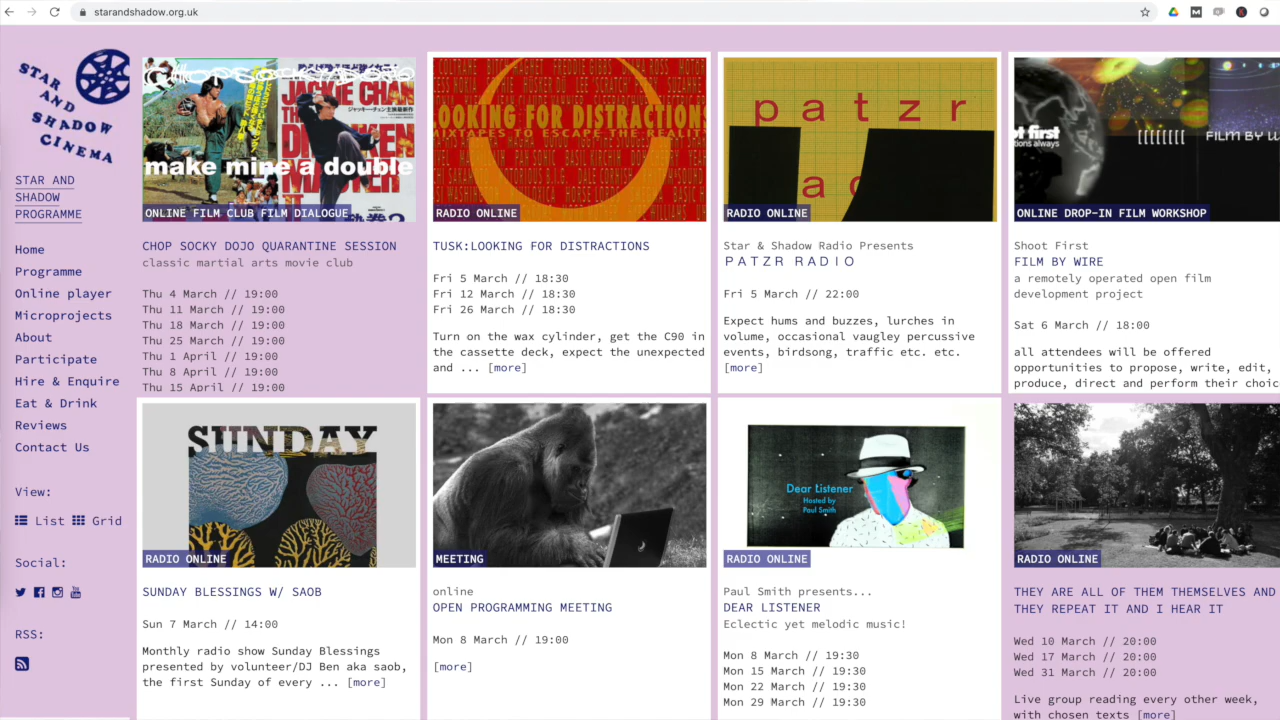 starandshadow.org.uk
STAR
AND
SHADOW
CINEMA
STAR AND
SHADOW
PROGRAMME
Home
Programme
Online player
Microprojects
About
Participate
Hire & Enquire
Eat & Drink
Reviews
Contact Us
View:
List Grid
Social:
RSS:
JACKIE CHAN
THE
make mine a double
ONLINE FILM CLUB FILM DIALOGUE
CHOP SOCKY DOJO QUARANTINE SESSION
classic martial arts movie club
Thu 4 March // 19:00
Thu 11 March // 19:00
Thu 18 March // 19:00
Thu 25 March // 19:00
Thu 1 April // 19:00
Thu 8 April // 19:00
Thu 15 April // 19:00
LOOKING FOR DISTRACTIONS
MIXTAPES TO ESCAPE THE REALITY
RADIO ONLINE
TUSK:LOOKING FOR DISTRACTIONS
Fri 5 March // 18:30
Fri 12 March // 18:30
Fri 26 March // 18:30
Turn on the wax cylinder, get the C90 in
the cassette deck, expect the unexpected
and ... [more]
patzr
RADIO ONLINE
Star & Shadow Radio Presents
PATZR RADIO
Fri 5 March // 22:00
Expect hums and buzzes, lurches in
volume, occasional vaugley percussive
events, birdsong, traffic etc. etc.
[more]
ONLINE DROP-IN FILM WORKSHOP
Shoot First
FILM BY WIRE
a remotely operated open film
development project
Sat 6 March // 18:00
all attendees will be offered
opportunities to propose, write, edit,
produce, direct and perform their choic
SUNDAY
RADIO ONLINE
SUNDAY BLESSINGS W/ SAOB
Sun 7 March // 14:00
Monthly radio show Sunday Blessings
presented by volunteer/DJ Ben aka saob,
the first Sunday of every ... [more]
MEETING
online
OPEN PROGRAMMING MEETING
Mon 8 March // 19:00
[more]
Dear Listener
Hosted by
Paul Smith
RADIO ONLINE
Paul Smith presents...
DEAR LISTENER
Eclectic yet melodic music!
Mon 8 March // 19:30
Mon 15 March // 19:30
Mon 22 March // 19:30
Mon 29 March // 19:30
RADIO ONLINE
THEY ARE ALL OF THEM THEMSELVES AND
THEY REPEAT IT AND I HEAR IT
Wed 10 March // 20:00
Wed 17 March // 20:00
Wed 31 March // 20:00
Live group reading every other week,
with chosen texts [more]